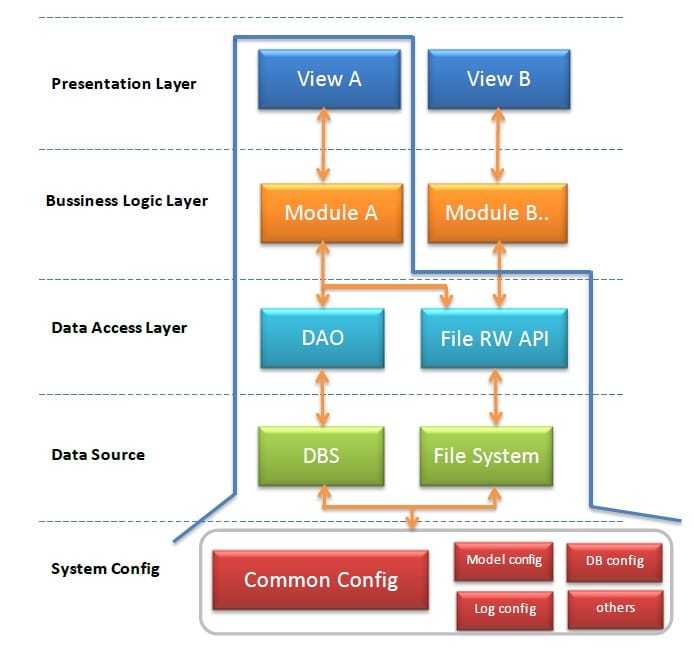 View A
View B
Presentation Layer
Bussiness Logic Layer
Module A
Module B..
Data Access Layer
DAO
File RW API
Data Source
DBS
File System
System Config
Common Config
Model config
DB config
Log config
others